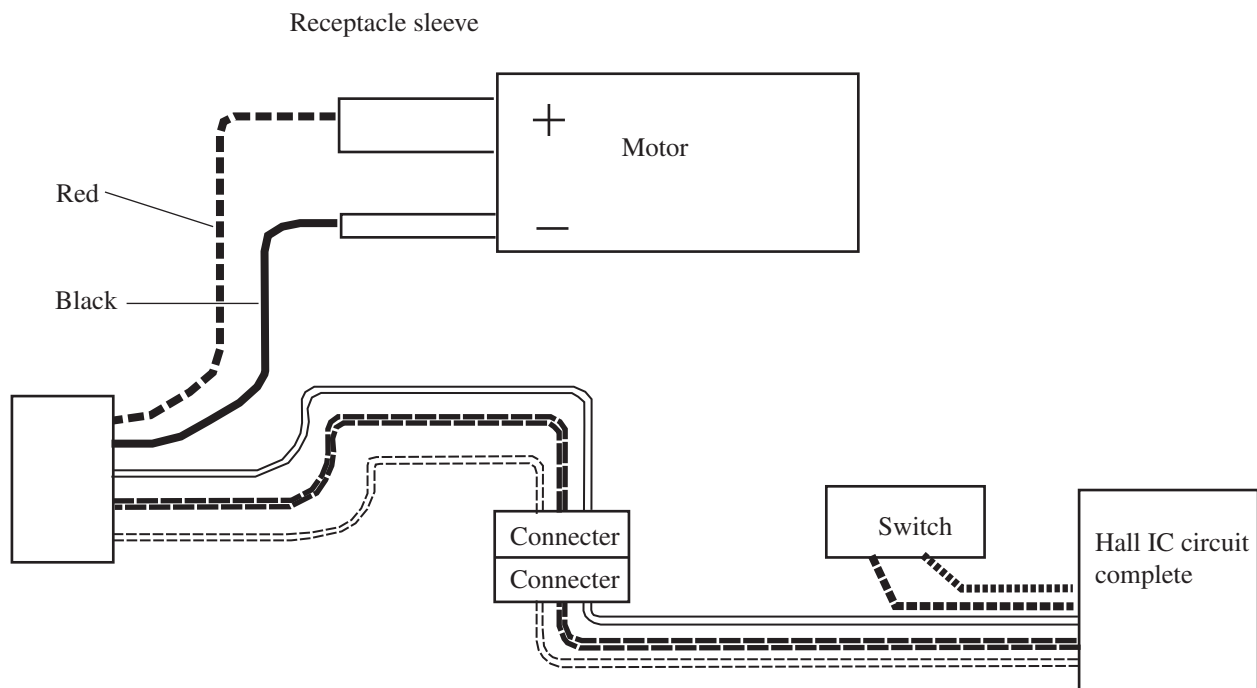 Receptacle sleeve
+
Motor
Red
—
Black
Connecter
Switch
Hall IC circuit
complete
Connecter